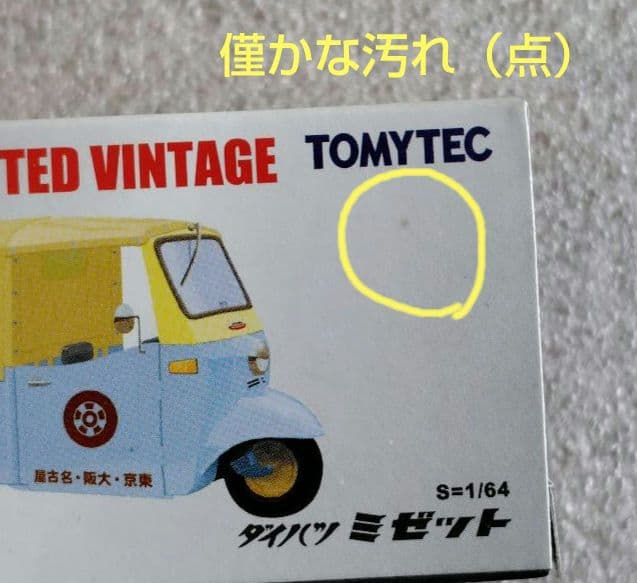 僅かな汚れ（点）
TED VINTAGE TOMYTEC
屋古名・阪大・京東
S=1/64
ダイハツ ミゼット